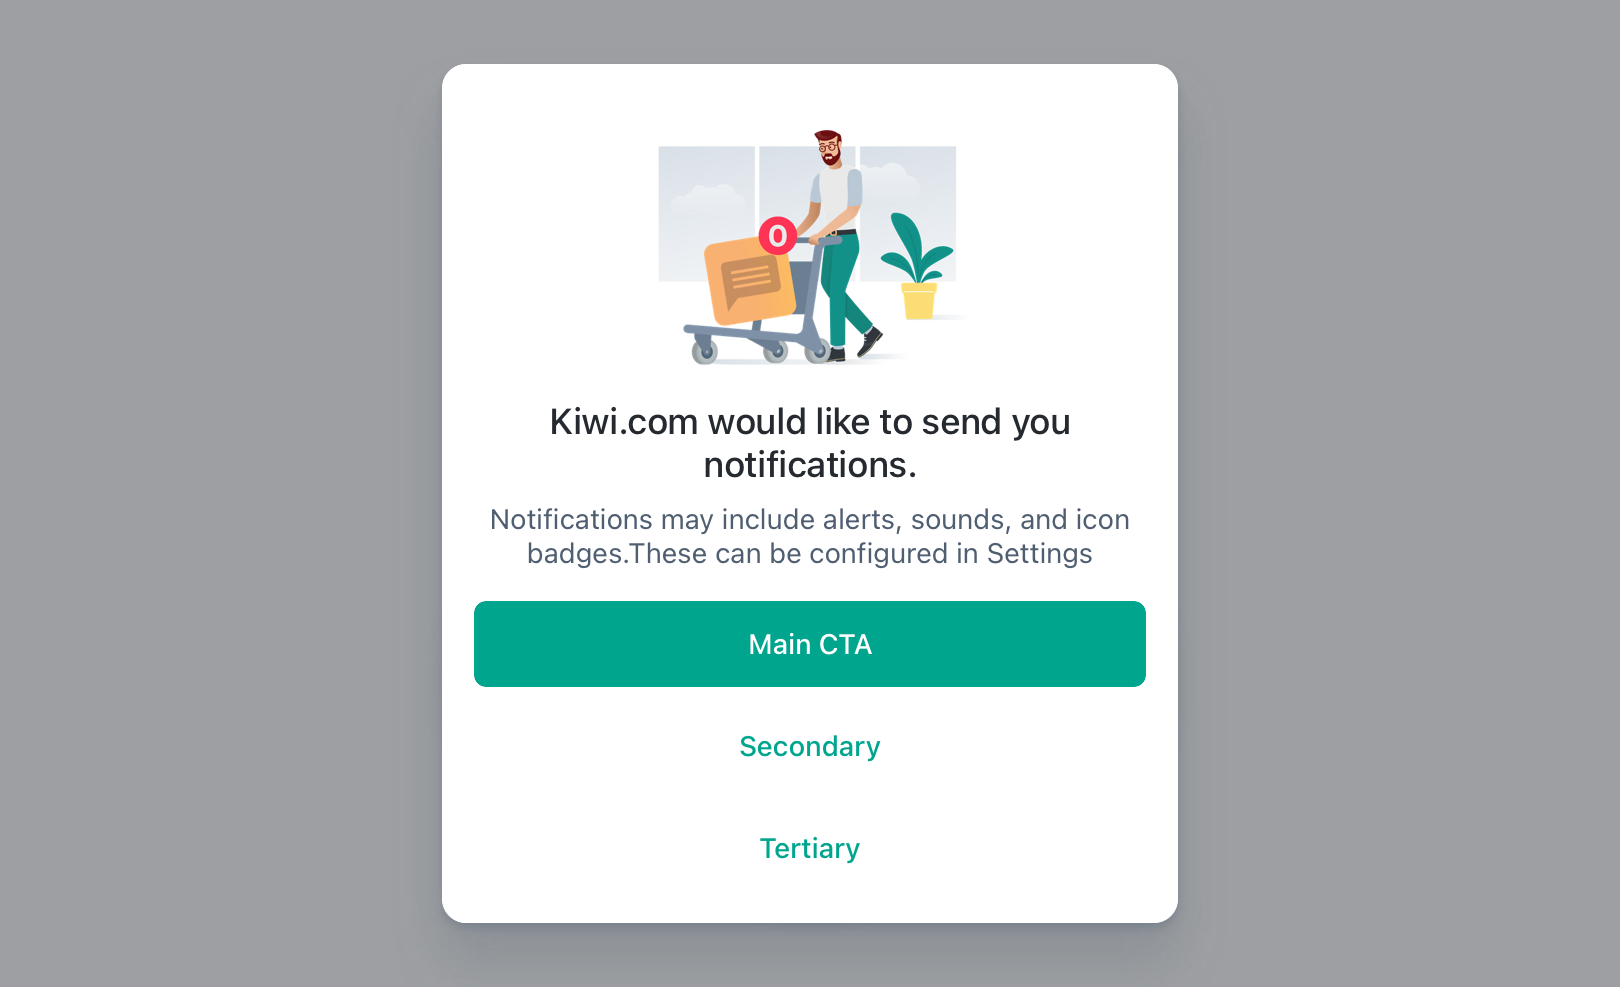 0
Kiwi.com would like to send you
notifications.
Notifications may include alerts, sounds, and icon
badges.These can be configured in Settings
Main CTA
Secondary
Tertiary